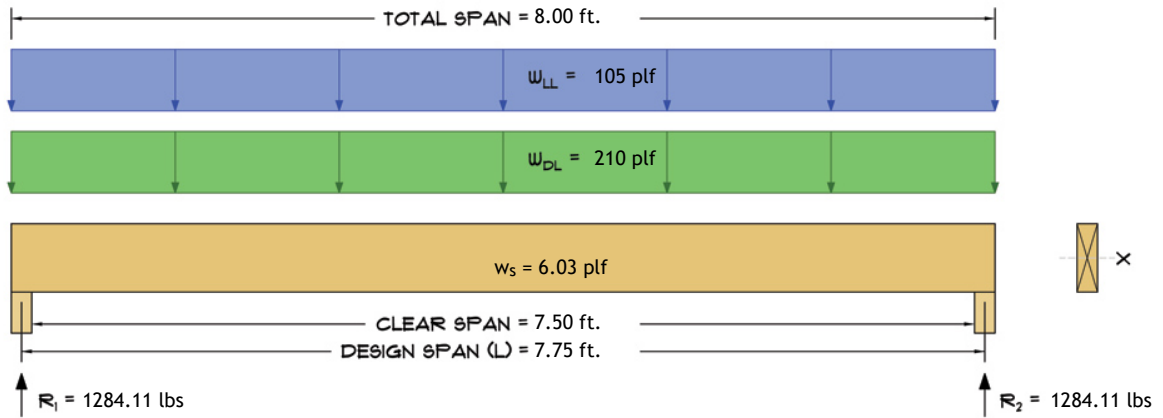 TOTAL SPAN = 8.00 ft.
WLL = 105 plf
WDL = 210 plf
ws = 6.03 plf
X
CLEAR SPAN = 7.50 ft.
DESIGN SPAN (L) = 7.75 ft.
R1 = 1284.11 lbs
R2 = 1284.11 lbs